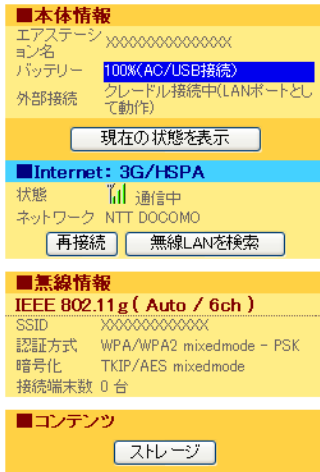 ■本体情報
エアステーション名 XXXXXXXXXXXXXX
バッテリー 100%(AC/USB接続)
外部接続 クレードル接続中(LANポートとして動作)
現在の状態を表示
■Internet: 3G/HSPA
状態 通信中
ネットワーク NTT DOCOMO
再接続 無線LANを検索
■無線情報
IEEE 802.11g ( Auto / 6ch )
SSID XXXXXXXXXXXX
認証方式 WPA/WPA2 mixedmode - PSK
暗号化 TKIP/AES mixedmode
接続端末数 0 台
■コンテンツ
ストレージ